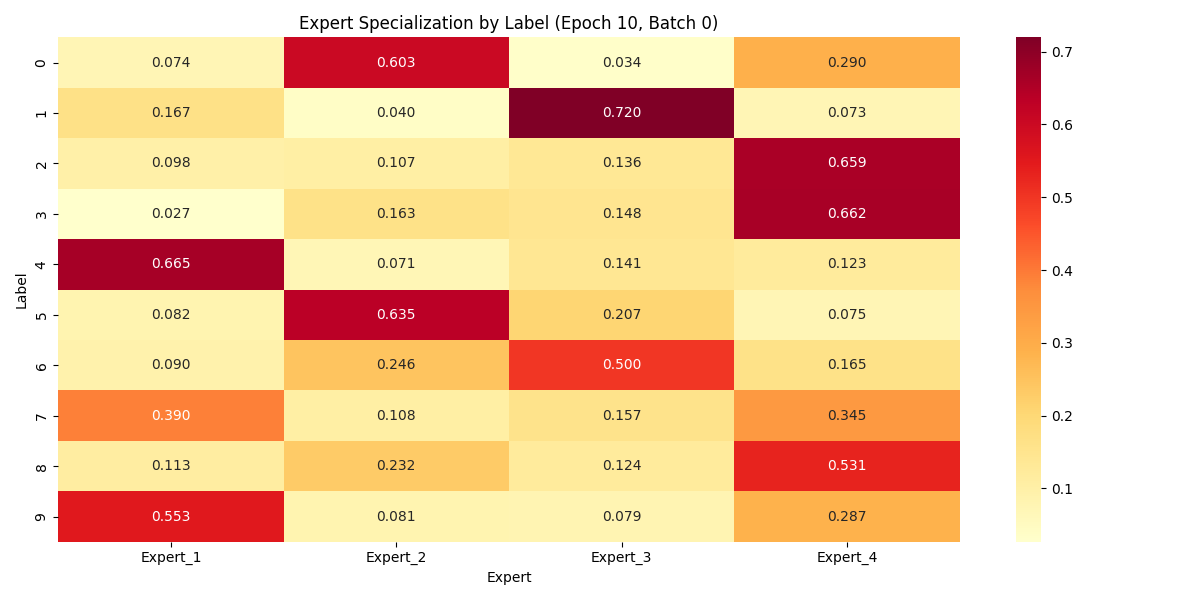 Expert Specialization by Label (Epoch 10, Batch 0)
0 0.074 0.603 0.034 0.290
1 0.167 0.040 0.720 0.073
2 0.098 0.107 0.136 0.659
3 0.027 0.163 0.148 0.662
4 0.665 0.071 0.141 0.123
5 0.082 0.635 0.207 0.075
6 0.090 0.246 0.500 0.165
7 0.390 0.108 0.157 0.345
8 0.113 0.232 0.124 0.531
9 0.553 0.081 0.079 0.287
Label
Expert_1 Expert_2 Expert_3 Expert_4
Expert
0.7
0.6
0.5
0.4
0.3
0.2
0.1